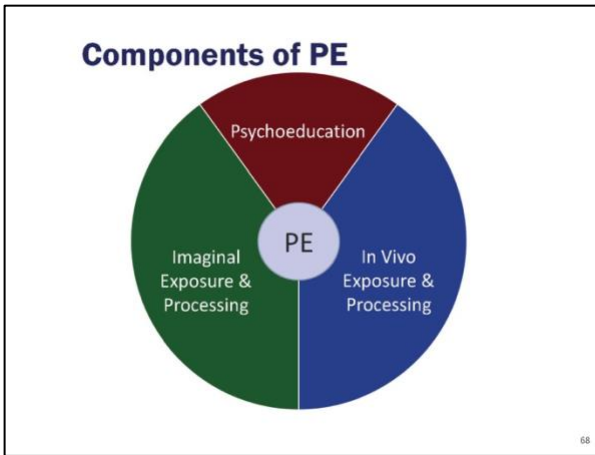 Components of PE
Psychoeducation
PE
Imaginal
Exposure &
Processing
In Vivo
Exposure &
Processing
68